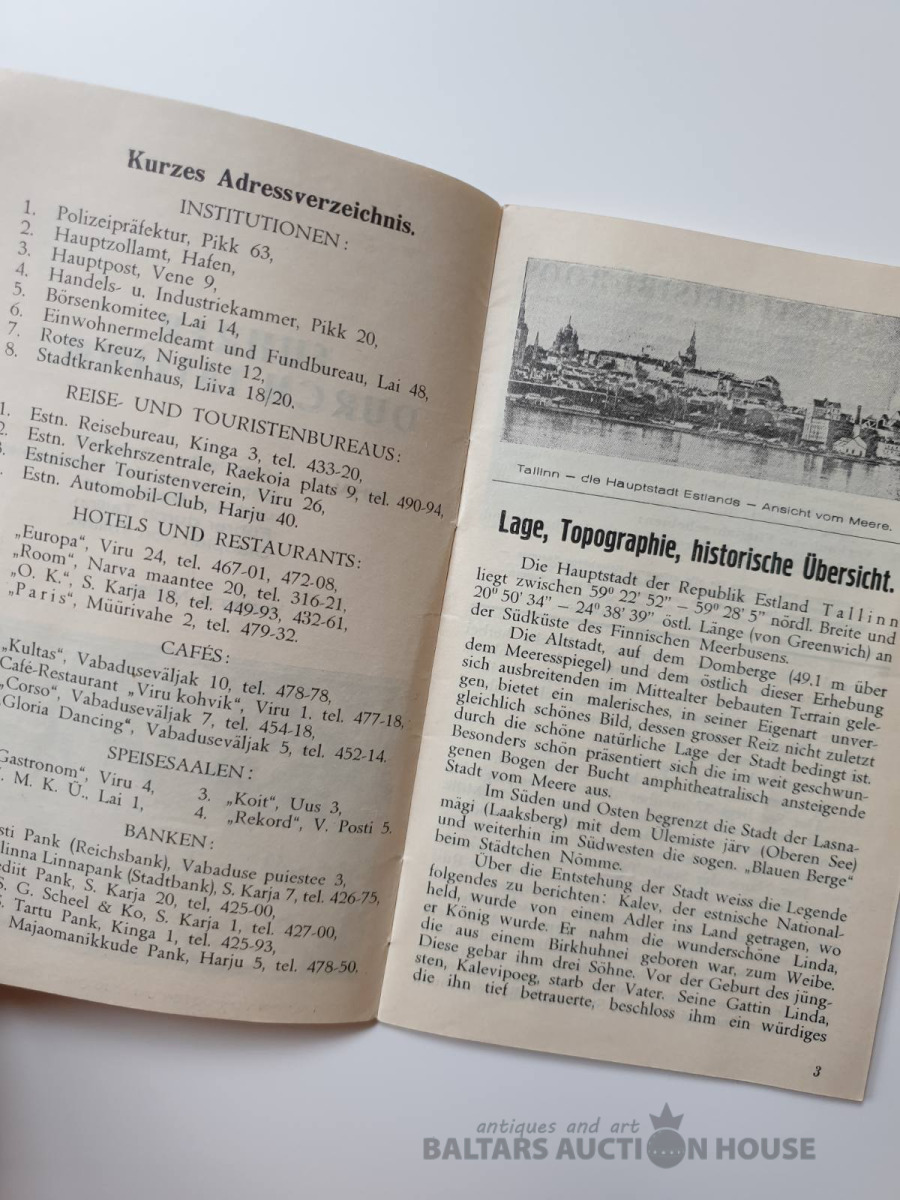 Kurzes Adressverzeichnis.
INSTITUTIONEN:
1. Polizeipräfektur, Pikk 63,
2. Hauptzollamt, Hafen,
3. Hauptpost, Vene 9,
4. Handels- u. Industriekammer, Pikk 20,
5. Börsenkomitee, Lai 14,
6. Einwohnermeldeamt und Fundbureau, Lai 48,
7. Rotes Kreuz, Niguliste 12,
8. Stadtkrankenhaus, Liiva 18/20.
REISE- UND TOURISTENBUREAUS:
1. Estn. Reisebureau, Kinga 3, tel. 433-20,
2. Estn. Verkehrszentrale, Raekoja plats 9, tel. 490-94,
3. Estnischer Touristenverein, Viru 26,
Estn. Automobil-Club, Harju 40.
HOTELS UND RESTAURANTS:
„Europa“, Viru 24, tel. 467-01, 472-08,
„Room“, Narva maantee 20, tel. 316-21,
„O. K.“, S. Karja 18, tel. 449-93, 432-61,
„Paris“, Müürivahe 2, tel. 479-32.
CAFÉS:
„Kultas“, Vabaduseväljak 10, tel. 478-78,
Café-Restaurant „Viru kohvik“, Viru 1. tel. 477-18,
„Corso“, Vabaduseväljak 7, tel. 454-18,
„Gloria Dancing“, Vabaduseväljak 5, tel. 452-14.
SPEISESAALEN:
Gastronom“, Viru 4,
M. K. Ü., Lai 1,
3. „Koit“, Uus 3,
4. „Rekord“, V. Posti 5.
BANKEN:
esti Pank (Reichsbank), Vabaduse puiestee 3,
llinna Linnapank (Stadtbank), S. Karja 7, tel. 426-75,
ediit Pank, S. Karja 20, tel. 425-00,
G. Scheel & Ko, S. Karja 1, tel. 427-00,
Tartu Pank, Kinga 1, tel. 425-93,
Majaomanikkude Pank, Harju 5, tel. 478-50.
Tallinn – die Hauptstadt Estlands – Ansicht vom Meere.
Lage, Topographie, historische Übersicht.
Die Hauptstadt der Republik Estland Tallinn
liegt zwischen 59° 22' 52" – 59° 28' 5" nördl. Breite und
20° 50' 34" – 24° 38' 39" östl. Länge (von Greenwich) an
der Südküste des Finnischen Meerbusens.
Die Altstadt, auf dem Domberge (49.1 m über
dem Meeresspiegel) und dem östlich dieser Erhebung
sich ausbreitenden im Mittealter bebauten Terrain gele-
gen, bietet ein malerisches, in seiner Eigenart unver-
gleichlich schönes Bild, dessen grosser Reiz nicht zuletzt
durch die schöne natürliche Lage der Stadt bedingt ist.
Besonders schön präsentiert sich die im weit geschwun-
genen Bogen der Bucht amphitheatralisch ansteigende
Stadt vom Meere aus.
Im Süden und Osten begrenzt die Stadt der Lasna-
mägi (Laaksberg) mit dem Ülemiste järv (Oberen See)
und weiterhin im Südwesten die sogen. „Blauen Berge“
beim Städtchen Nõmme.
Über die Entstehung der Stadt weiss die Legende
folgendes zu berichten: Kalev, der estnische National-
held, wurde von einem Adler ins Land getragen, wo
er König wurde. Er nahm die wunderschöne Linda,
die aus einem Birkhuhnei geboren war, zum Weibe.
Diese gebar ihm drei Söhne. Vor der Geburt des jüng-
sten, Kalevipoeg, starb der Vater. Seine Gattin Linda,
die ihn tief betrauerte, beschloss ihm ein würdiges
3
antiques and art
BALTARS AUCTION HOUSE